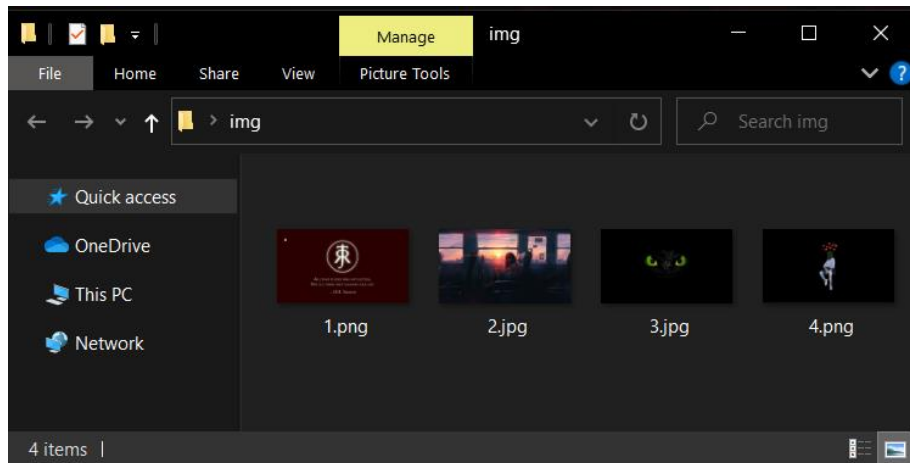 Manage
img
File
Home
Share
View
Picture Tools
?
img
Search img
Quick access
OneDrive
This PC
Network
1.png
2.jpg
3.jpg
4.png
4 items